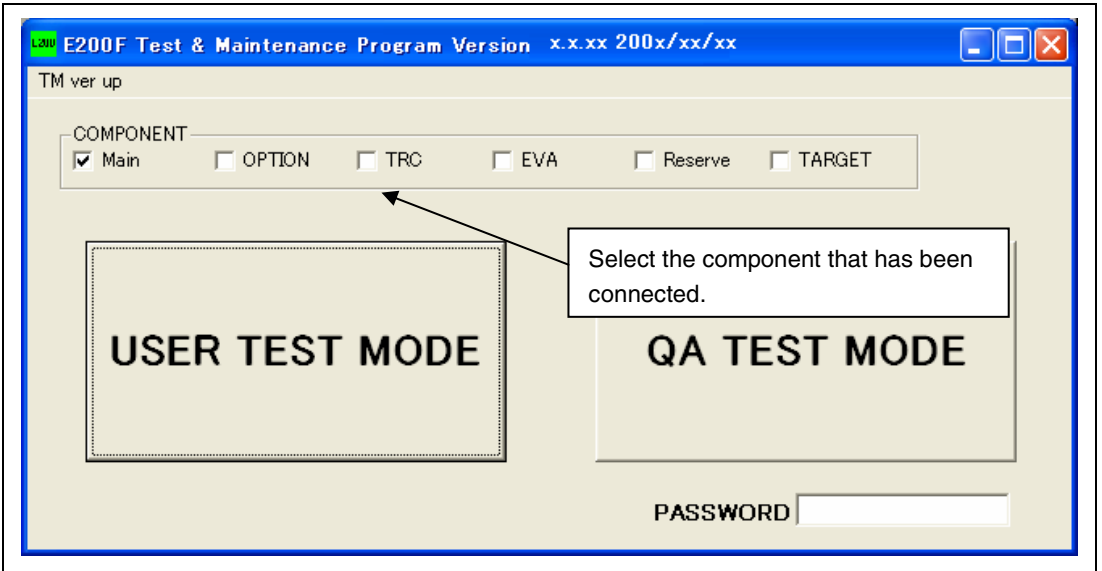 E200F Test & Maintenance Program Version x.x.xx 200x/xx/xx
TM ver up
COMPONENT
Main OPTION TRC EVA Reserve TARGET
Select the component that has been
connected.
USER TEST MODE QA TEST MODE
PASSWORD